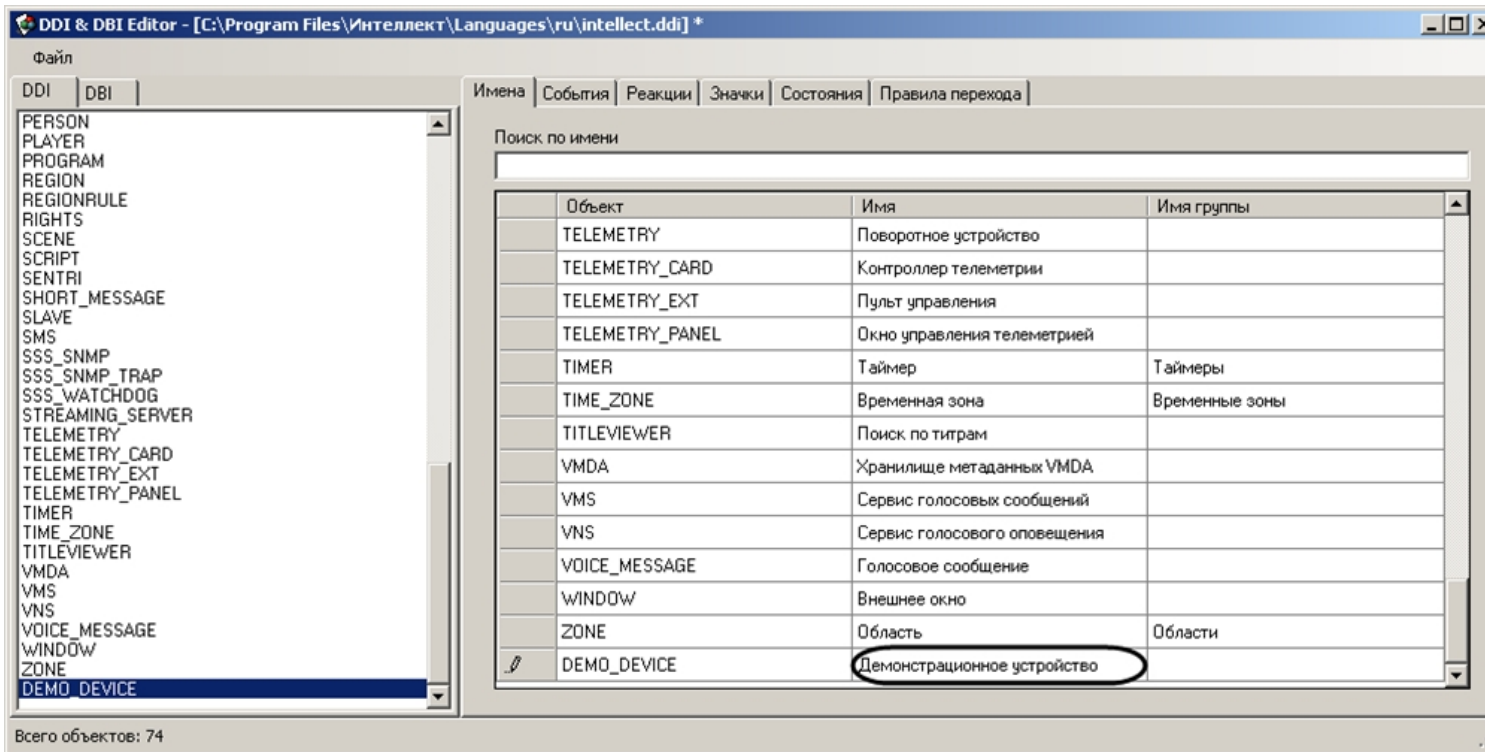 DDI & DBI Editor - [C:\Program Files\Интеллект\Languages\ru\intellect.ddi] *
Файл
DDI DBI
PERSON
PLAYER
PROGRAM
REGION
REGIONRULE
RIGHTS
SCENE
SCRIPT
SENTRI
SHORT_MESSAGE
SLAVE
SMS
SSS_SNMP
SSS_SNMP_TRAP
SSS_WATCHDOG
STREAMING_SERVER
TELEMETRY
TELEMETRY_CARD
TELEMETRY_EXT
TELEMETRY_PANEL
TIMER
TIME_ZONE
TITLEVIEWER
VMDA
VMS
VNS
VOICE_MESSAGE
WINDOW
ZONE
DEMO_DEVICE
Имена События Реакции Значки Состояния Правила перехода
Поиск по имени
Объект Имя Имя группы
TELEMETRY Поворотное устройство
TELEMETRY_CARD Контроллер телеметрии
TELEMETRY_EXT Пульт управления
TELEMETRY_PANEL Окно управления телеметрией
TIMER Таймер Таймеры
TIME_ZONE Временная зона Временные зоны
TITLEVIEWER Поиск по титрам
VMDA Хранилище метаданных VMDA
VMS Сервис голосовых сообщений
VNS Сервис голосового оповещения
VOICE_MESSAGE Голосовое сообщение
WINDOW Внешнее окно
ZONE Область Области
DEMO_DEVICE Демонстрационное устройство
Всего объектов: 74